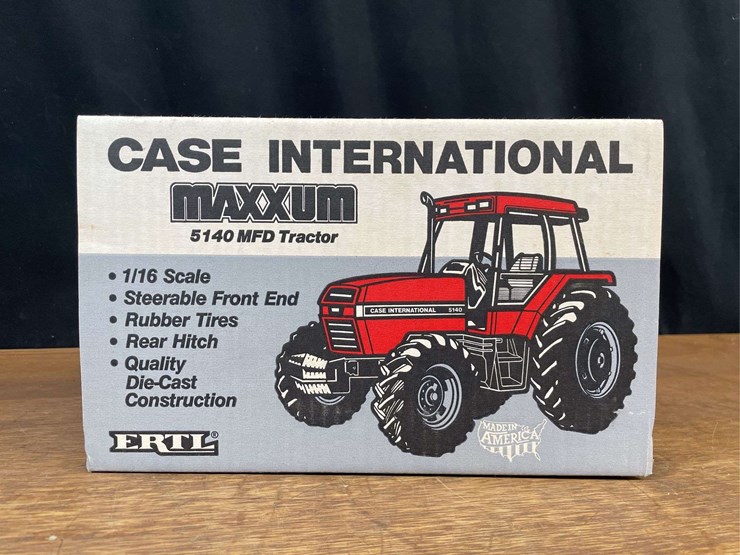 CASE INTERNATIONAL
MAXXUM
5140 MFD Tractor
• 1/16 Scale
• Steerable Front End
• Rubber Tires
• Rear Hitch
• Quality
Die-Cast
Construction
CASE INTERNATIONAL 5140
ERTL®
MADE IN
AMERICA